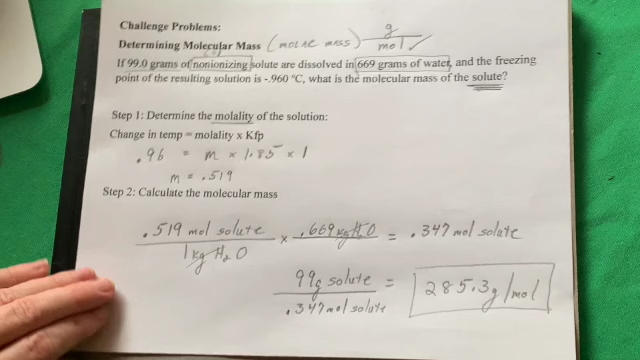 Challenge Problems:
Determining Molecular Mass (molar mass) g/mol ✓
If 99.0 grams of nonionizing solute are dissolved in 669 grams of water, and the freezing
point of the resulting solution is -.960 °C, what is the molecular mass of the solute?
Step 1: Determine the molality of the solution:
Change in temp = molality x Kfp
.96 = m × 1.85 × 1
m = .519
Step 2: Calculate the molecular mass
.519 mol solute / 1 kg H₂O × .669 kg H₂O = .347 mol solute
99g solute / .347 mol solute = 285.3g/mol